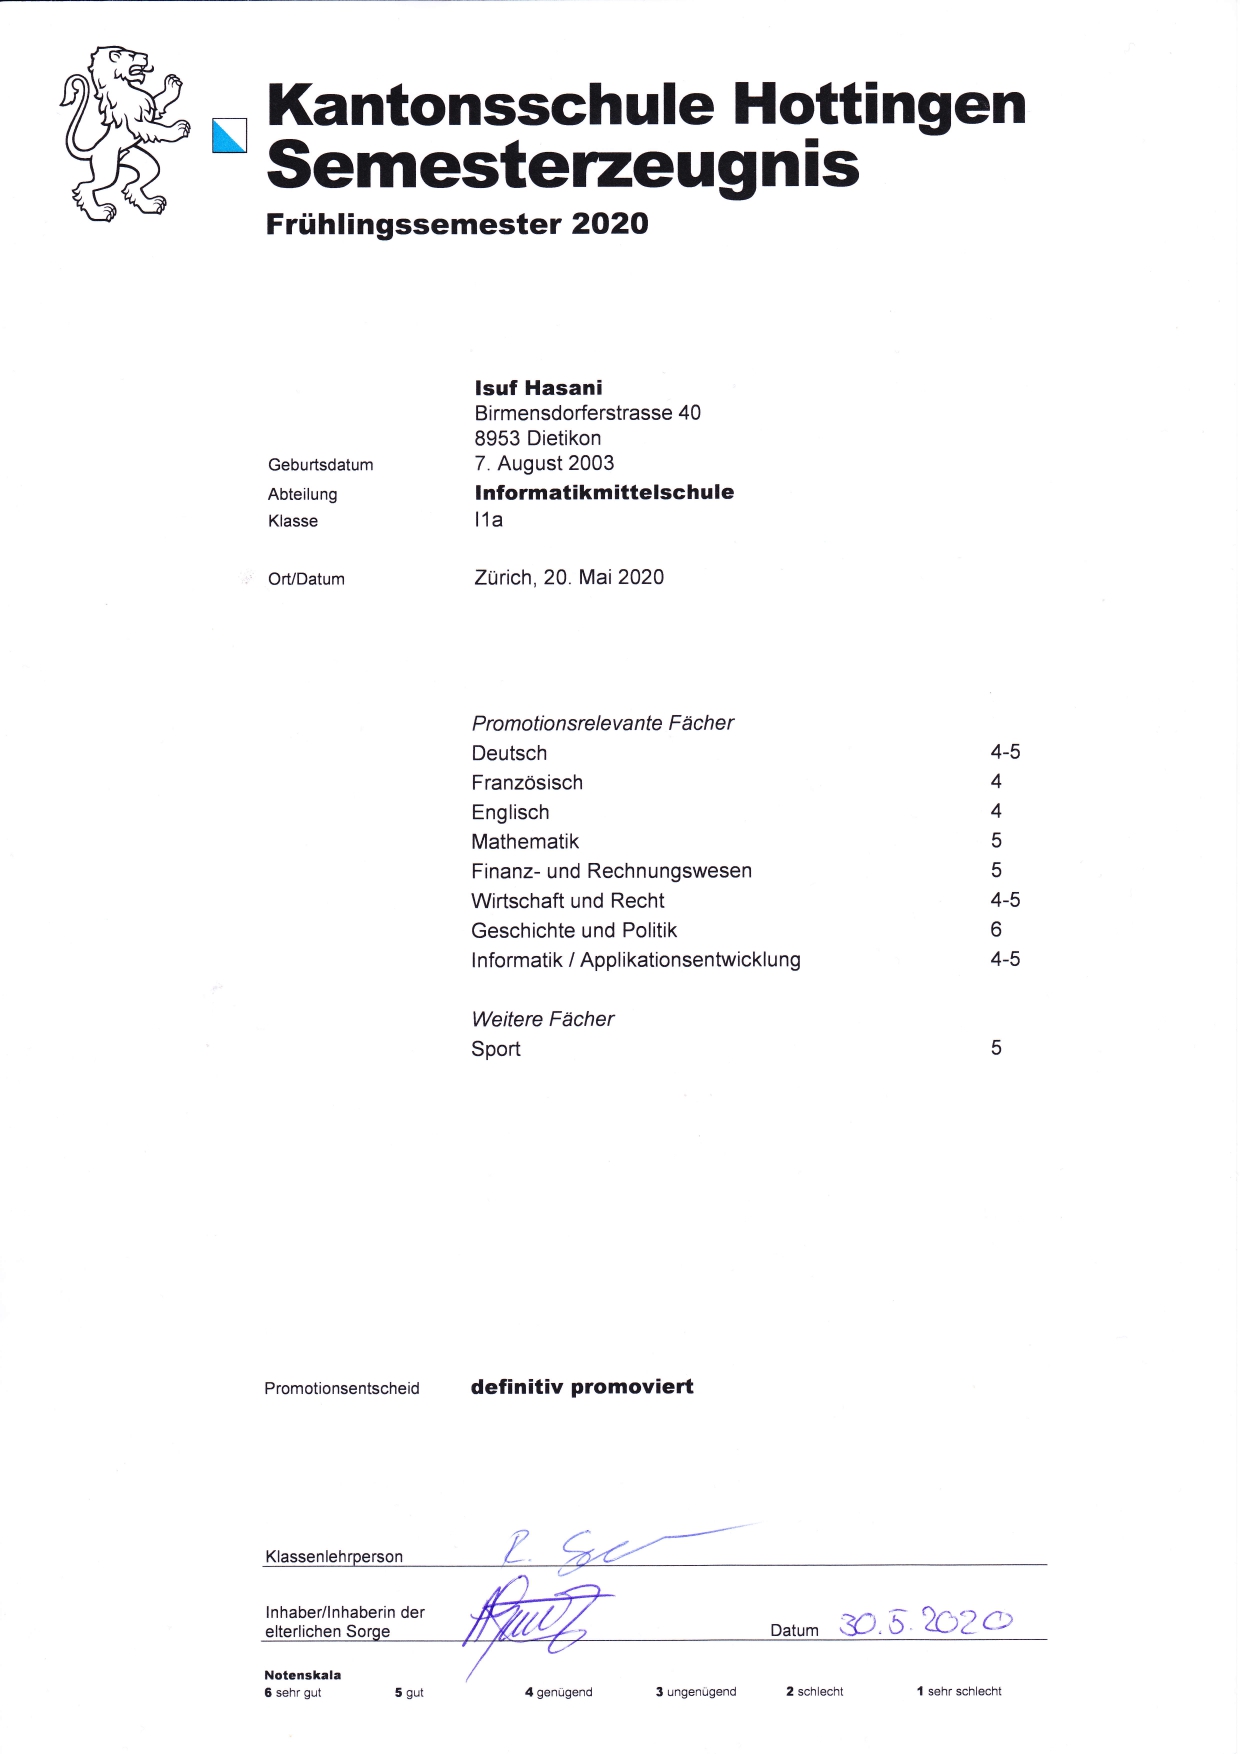 Kantonsschule Hottingen
Semesterzeugnis
Frühlingssemester 2020
Isuf Hasani
Birmensdorferstrasse 40
8953 Dietikon
Geburtsdatum 7. August 2003
Abteilung Informatikmittelschule
Klasse I1a
Ort/Datum Zürich, 20. Mai 2020
Promotionsrelevante Fächer
Deutsch 4-5
Französisch 4
Englisch 4
Mathematik 5
Finanz- und Rechnungswesen 5
Wirtschaft und Recht 4-5
Geschichte und Politik 6
Informatik / Applikationsentwicklung 4-5
Weitere Fächer
Sport 5
Promotionsentscheid definitiv promoviert
Klassenlehrperson R.
Inhaber/Inhaberin der
elterlichen Sorge Datum 30.5.2020
Notenskala
6 sehr gut 5 gut 4 genügend 3 ungenügend 2 schlecht 1 sehr schlecht